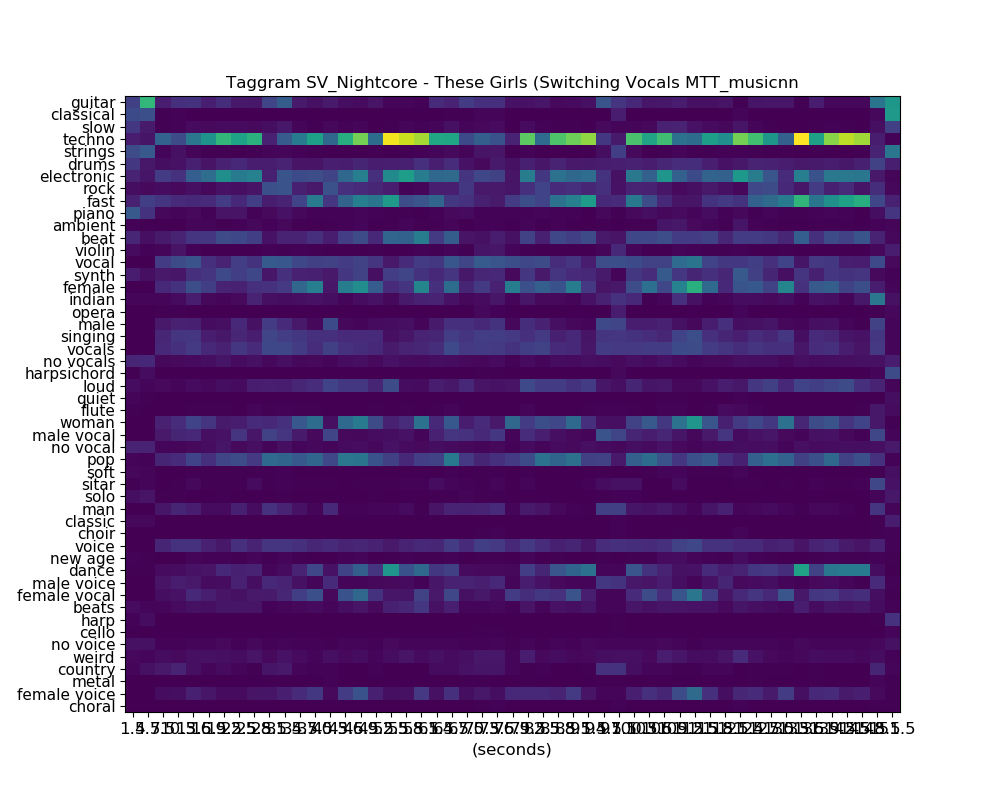 Taggram SV_Nightcore - These Girls (Switching Vocals MTT_musicnn
guitar
classical
slow
techno
strings
drums
electronic
rock
fast
piano
ambient
beat
violin
vocal
synth
female
indian
opera
male
singing
vocals
no vocals
harpsichord
loud
quiet
flute
woman
male vocal
no vocal
pop
soft
sitar
solo
man
classic
choir
voice
new age
dance
male voice
female vocal
beats
harp
cello
no voice
weird
country
metal
female voice
choral
(seconds)